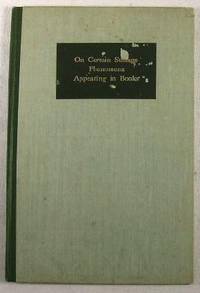 On Certain Strange
Phenomena
Appearing in Books